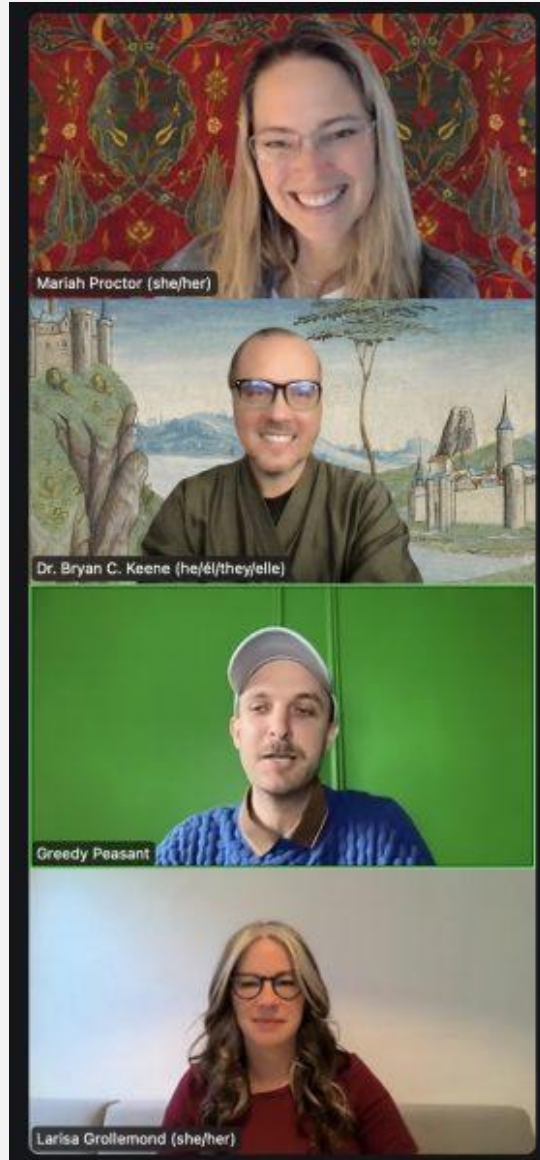 Mariah Proctor (she/her)
Dr. Bryan C. Keene (he/él/they/elle)
Greedy Peasant
Larisa Grollemond (she/her)